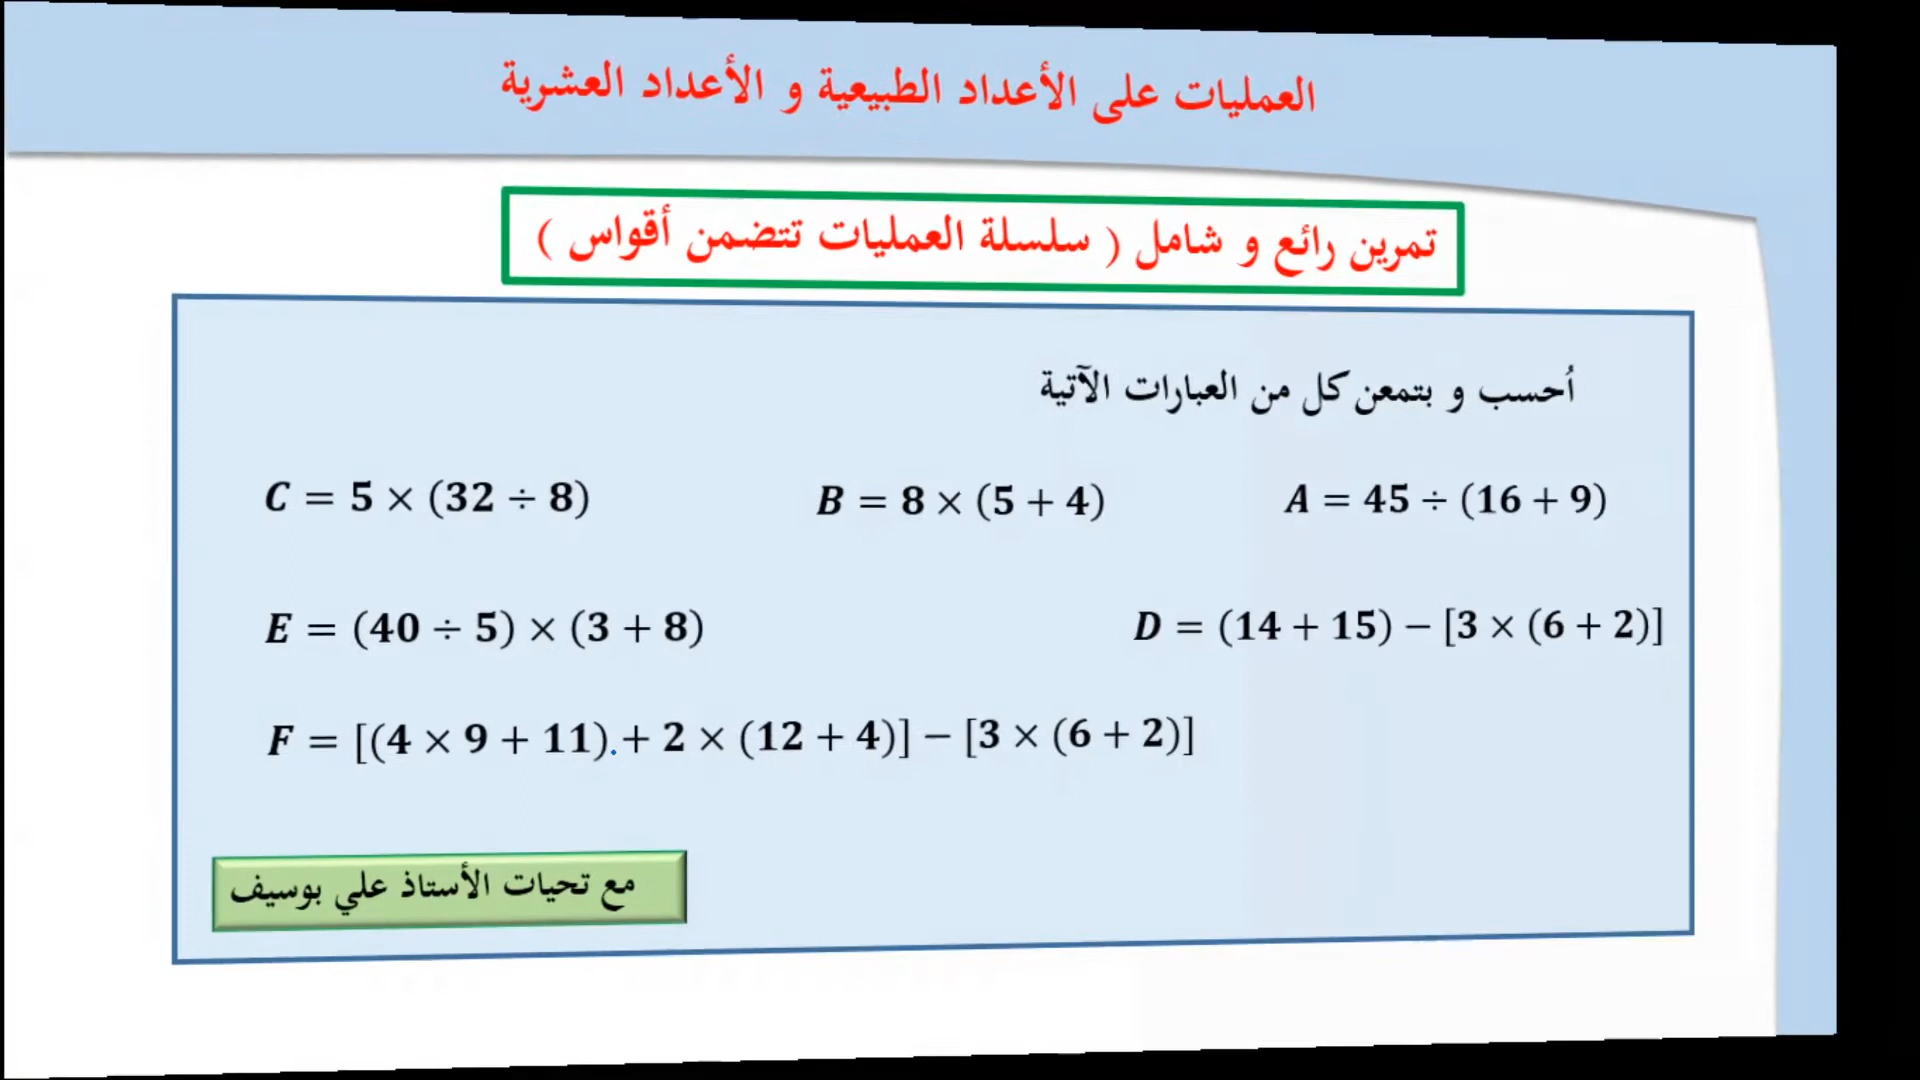 العمليات على الأعداد الطبيعية و الأعداد العشرية
تمرين رائع و شامل ( سلسلة العمليات تتضمن أقواس )
اُحسب و بتمعن كل من العبارات الآتية
A = 45 ÷ (16 + 9)
B = 8 × (5 + 4)
C = 5 × (32 ÷ 8)
D = (14 + 15) − [3 × (6 + 2)]
E = (40 ÷ 5) × (3 + 8)
F = [(4 × 9 + 11).+ 2 × (12 + 4)] − [3 × (6 + 2)]
مع تحيات الأستاذ علي بوسيف